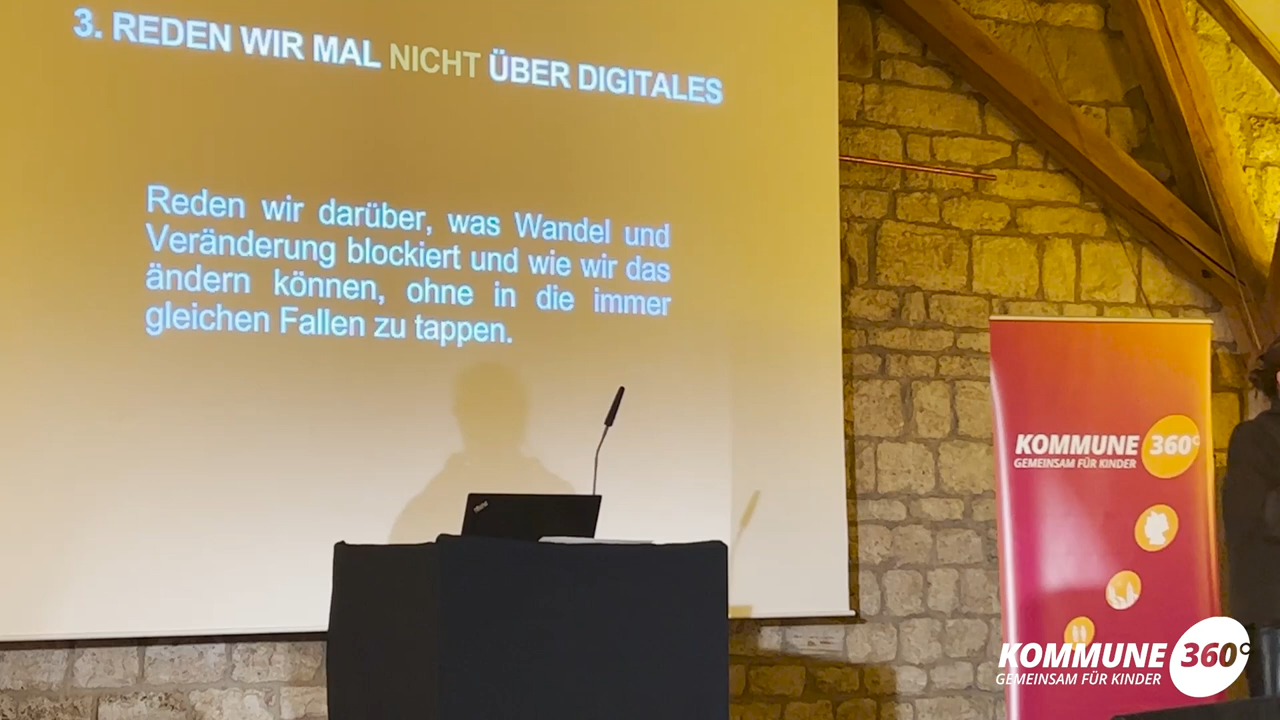 3. REDEN WIR MAL NICHT ÜBER DIGITALES
Reden wir darüber, was Wandel und
Veränderung blockiert und wie wir das
ändern können, ohne in die immer
gleichen Fallen zu tappen.
ThinkPad
KOMMUNE 360°
GEMEINSAM FÜR KINDER
KOMMUNE 360°
GEMEINSAM FÜR KINDER